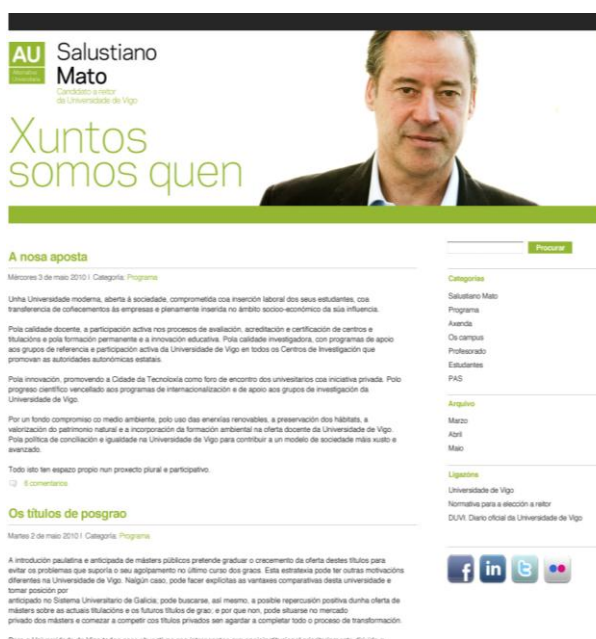 AU
Salustiano
Mato
Candidato a reitor
da Universidade de Vigo
Xuntos
somos quen
A nosa aposta
Mércores 3 de maio 2010 | Categoría: Programa
Unha Universidade moderna, aberta á sociedade, comprometida coa inserción laboral dos seus estudantes, coa
transferencia de coñecementos ás empresas e plenamente inserida no ámbito socio-económico da súa influencia.
Pola calidade docente, a participación activa nos procesos de avaliación, acreditación e certificación de centros e
titulacións e pola formación permanente e a innovación educativa. Pola calidade investigadora, con programas de apoio
aos grupos de referencia e participación activa da Universidade de Vigo en todos os Centros de Investigación que
promovan as autoridades autonómicas estatais.
Pola innovación, promovendo a Cidade da Tecnoloxía como foro de encontro dos univesitarios coa iniciativa privada. Polo
progreso científico vencellado aos programas de internacionalización e de apoio aos grupos de investigación da
Universidade de Vigo.
Por un fondo compromiso co medio ambiente, polo uso das enerxías renovables, a preservación dos hábitats, a
valorización do patrimonio natural e a incorporación da formación ambiental na oferta docente da Universidade de Vigo.
Pola política de conciliación e igualdade na Universidade de Vigo para contribuir a un modelo de sociedade máis xusto e
avanzado.
Todo isto ten espazo propio nun proxecto plural e participativo.
8 comentarios
Os títulos de posgrao
Martes 2 de maio 2010 | Categoría: Programa
A introdución paulatina e anticipada de másters públicos pretende graduar o crecemento da oferta destes títulos para
evitar os problemas que suporía o seu agolpamento no último curso dos graos. Esta estratexia pode ter outras motivacións
diferentes na Universidade de Vigo. Nalgún caso, pode facer explícitas as vantaxes comparativas desta universidade e
tomar posición por
anticipado no Sistema Universitario de Galicia; pode buscarse, así mesmo, a posible repercusión positiva dunha oferta de
másters sobre as actuais titulacións e os futuros títulos de grao; e por que non, pode situarse no mercado
privado dos másters e comezar a competir cos títulos privados sen agardar a completar todo o proceso de transformación.
Procurar
Categorías
Salustiano Mato
Programa
Axenda
Os campus
Profesorado
Estudantes
PAS
Arquivo
Marzo
Abril
Maio
Ligazóns
Universidade de Vigo
Normativa para a elección a reitor
DUVI. Diario oficial da Universidade de Vigo
f
in
t